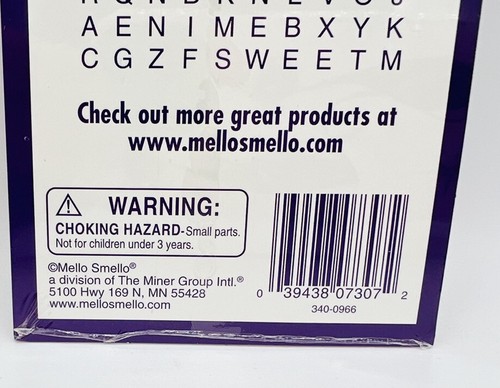 A E N I M E B X Y K
C G Z F S W E E T M
Check out more great products at
www.mellosmello.com
WARNING:
CHOKING HAZARD-Small parts.
Not for children under 3 years.
©Mello Smello®
a division of The Miner Group Intl.®
5100 Hwy 169 N, MN 55428
www.mellosmello.com
0 39438 07307 2
340-0966